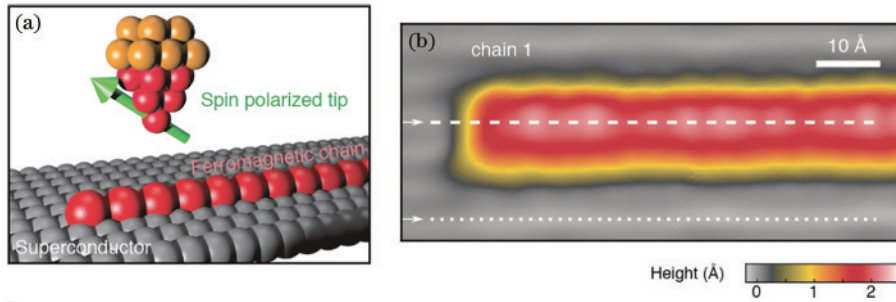 (a)
Spin polarized tip
Ferromagnetic chain
Superconductor
(b)
chain 1
10 Å
Height (Å)
0
1
2